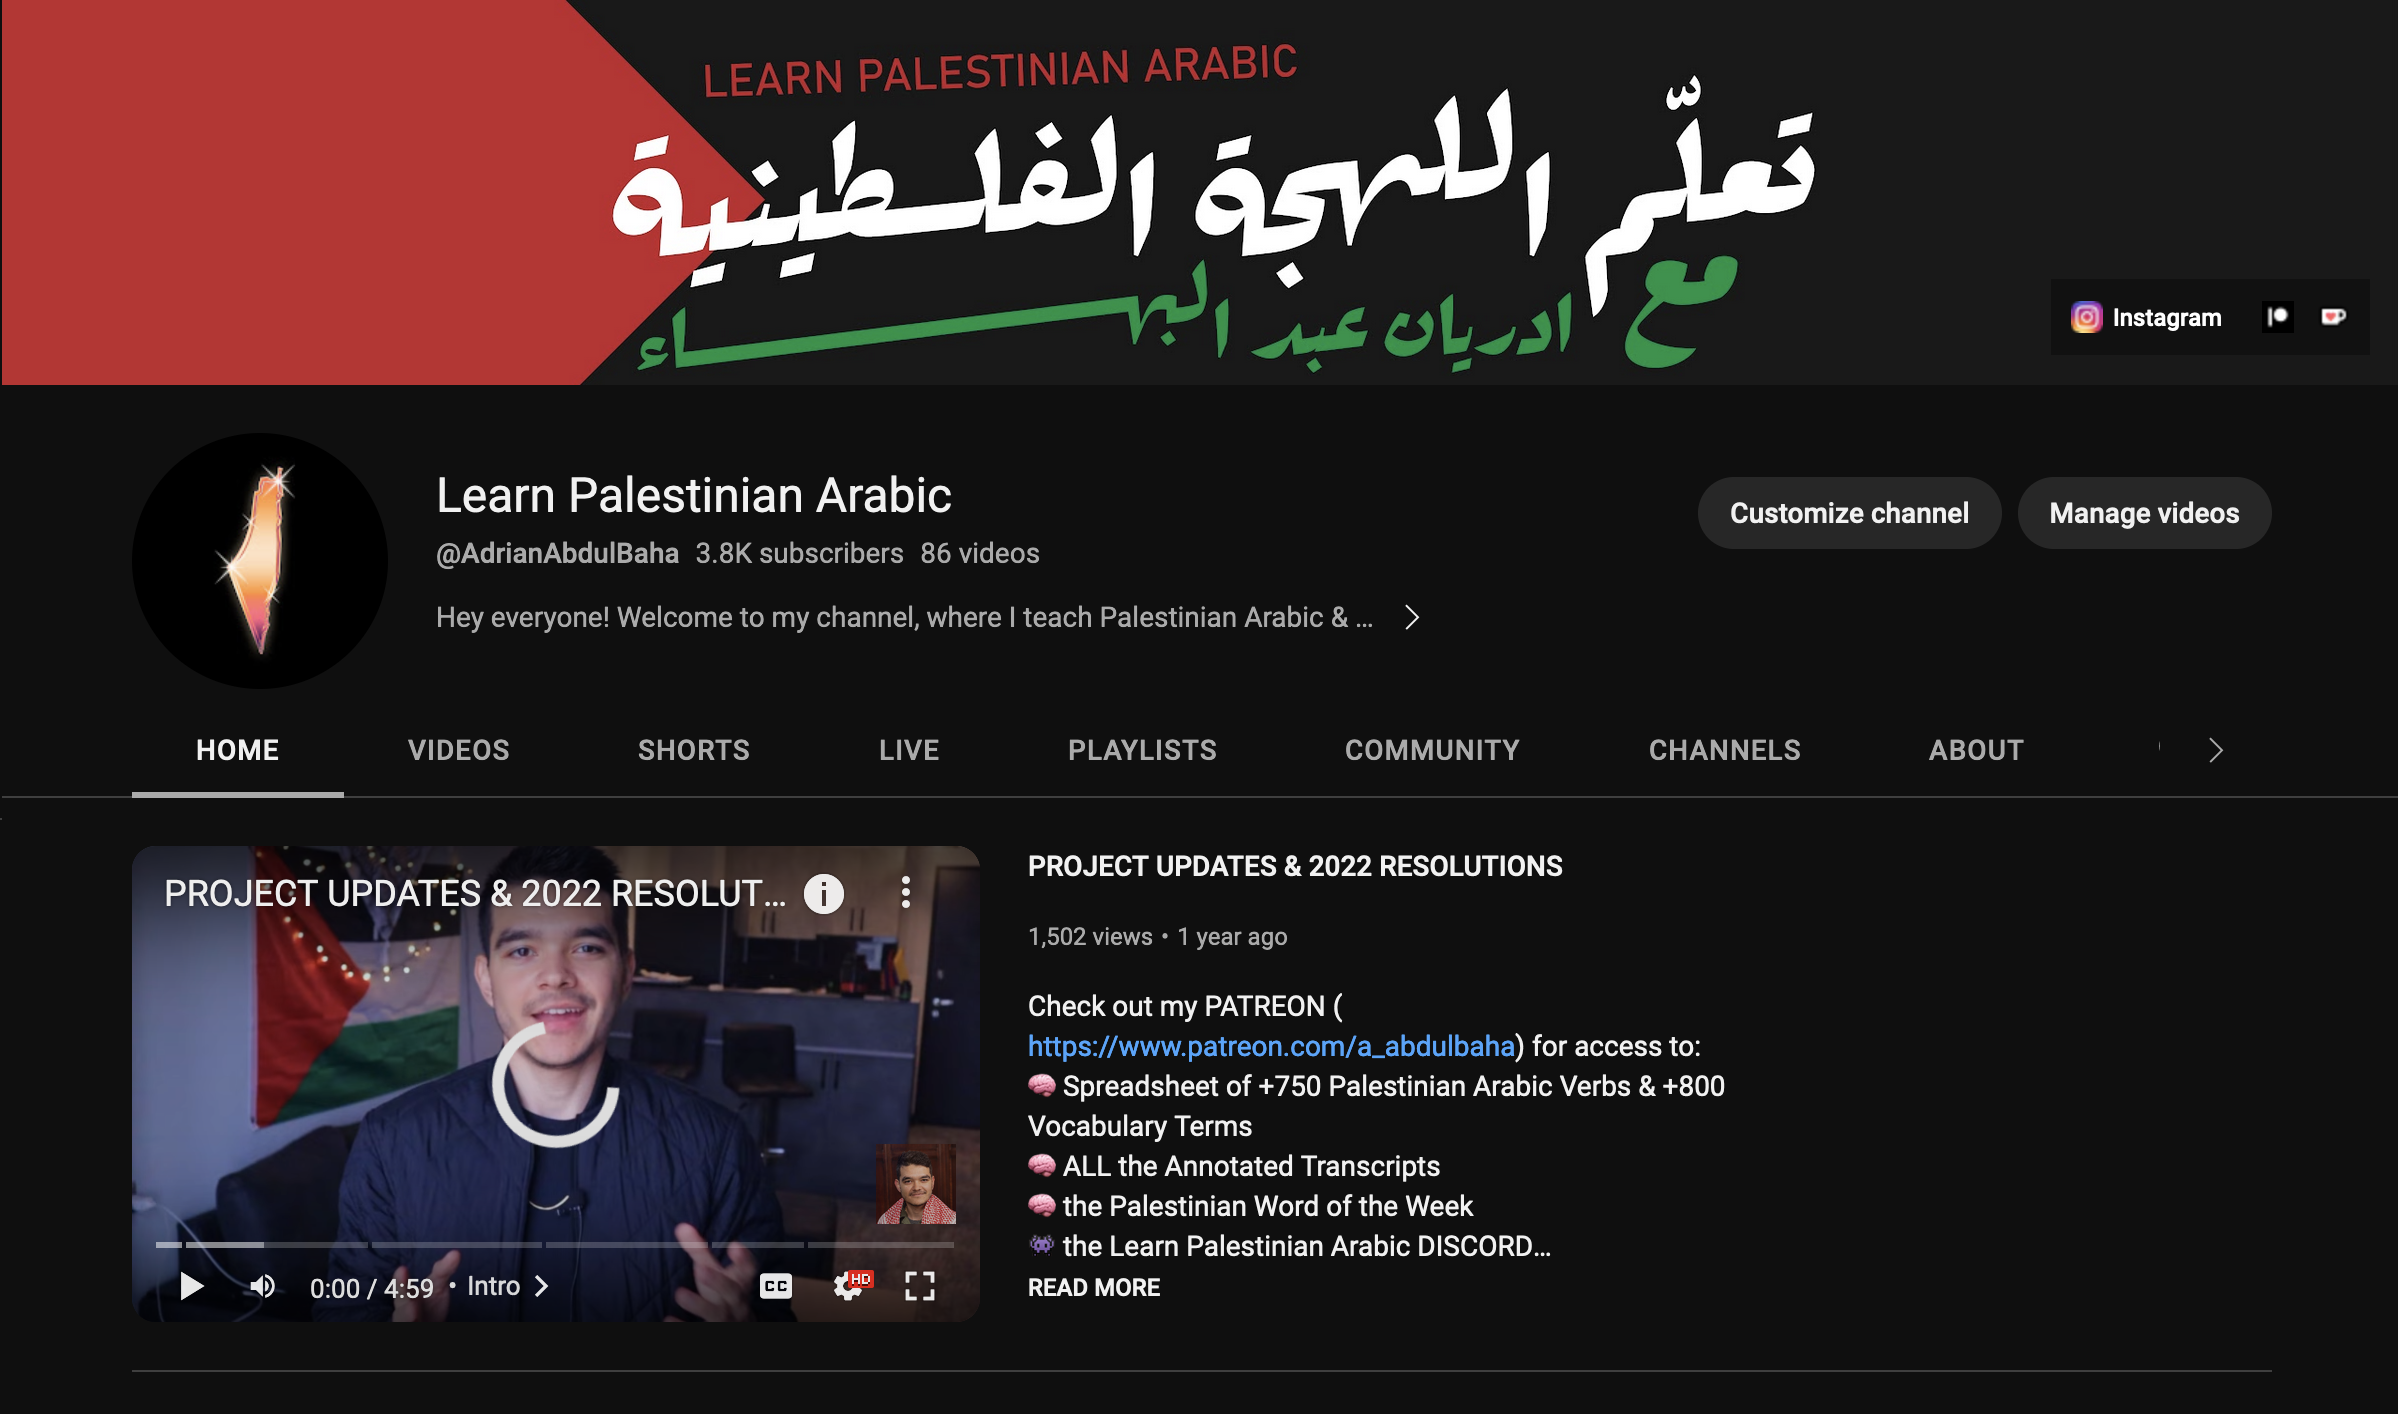 LEARN PALESTINIAN ARABIC
تعلّم اللهجة الفلسطينية
مع ادريان عبد البهاء
Instagram
Learn Palestinian Arabic
@AdrianAbdulBaha 3.8K subscribers 86 videos
Hey everyone! Welcome to my channel, where I teach Palestinian Arabic & ...
Customize channel
Manage videos
HOME VIDEOS SHORTS LIVE PLAYLISTS COMMUNITY CHANNELS ABOUT
PROJECT UPDATES & 2022 RESOLUT...
0:00 / 4:59 • Intro
CC
HD
PROJECT UPDATES & 2022 RESOLUTIONS
1,502 views • 1 year ago
Check out my PATREON (
https://www.patreon.com/a_abdulbaha) for access to:
🧠 Spreadsheet of +750 Palestinian Arabic Verbs & +800
Vocabulary Terms
🧠 ALL the Annotated Transcripts
🧠 the Palestinian Word of the Week
👾 the Learn Palestinian Arabic DISCORD...
READ MORE